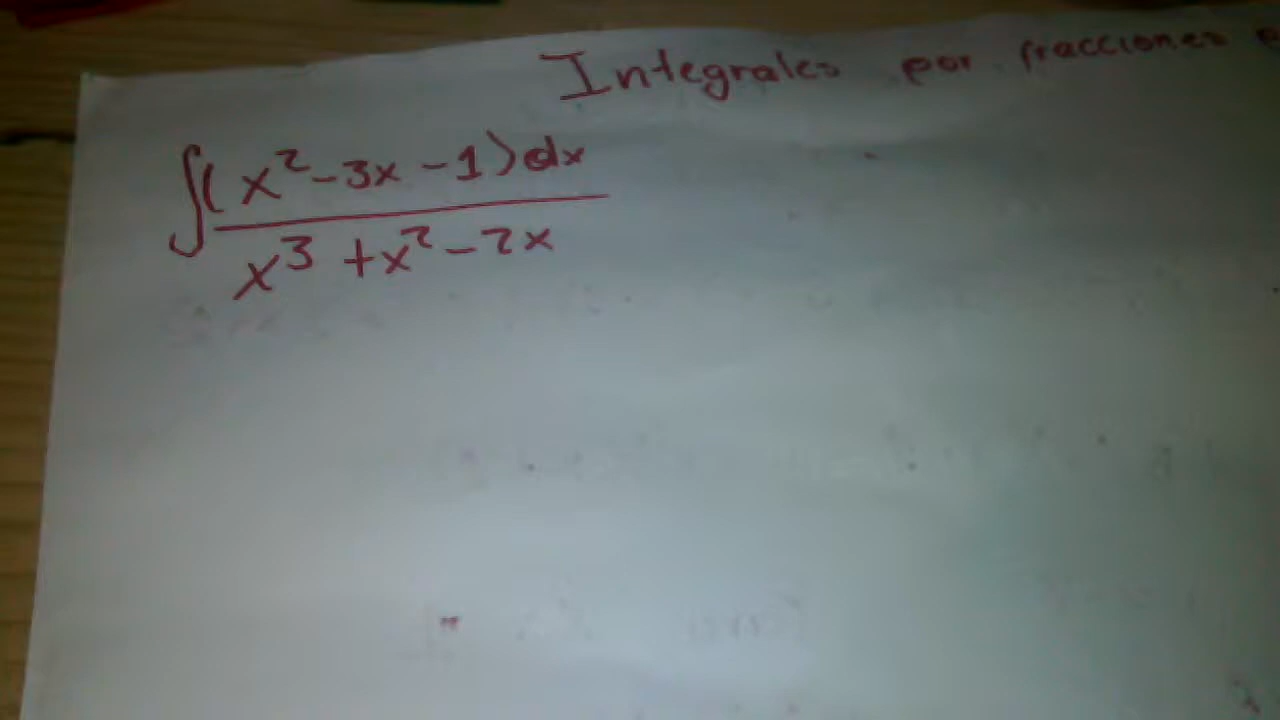 Integrales por fracciones
∫(x²-3x-1)dx
x³+x²-2x